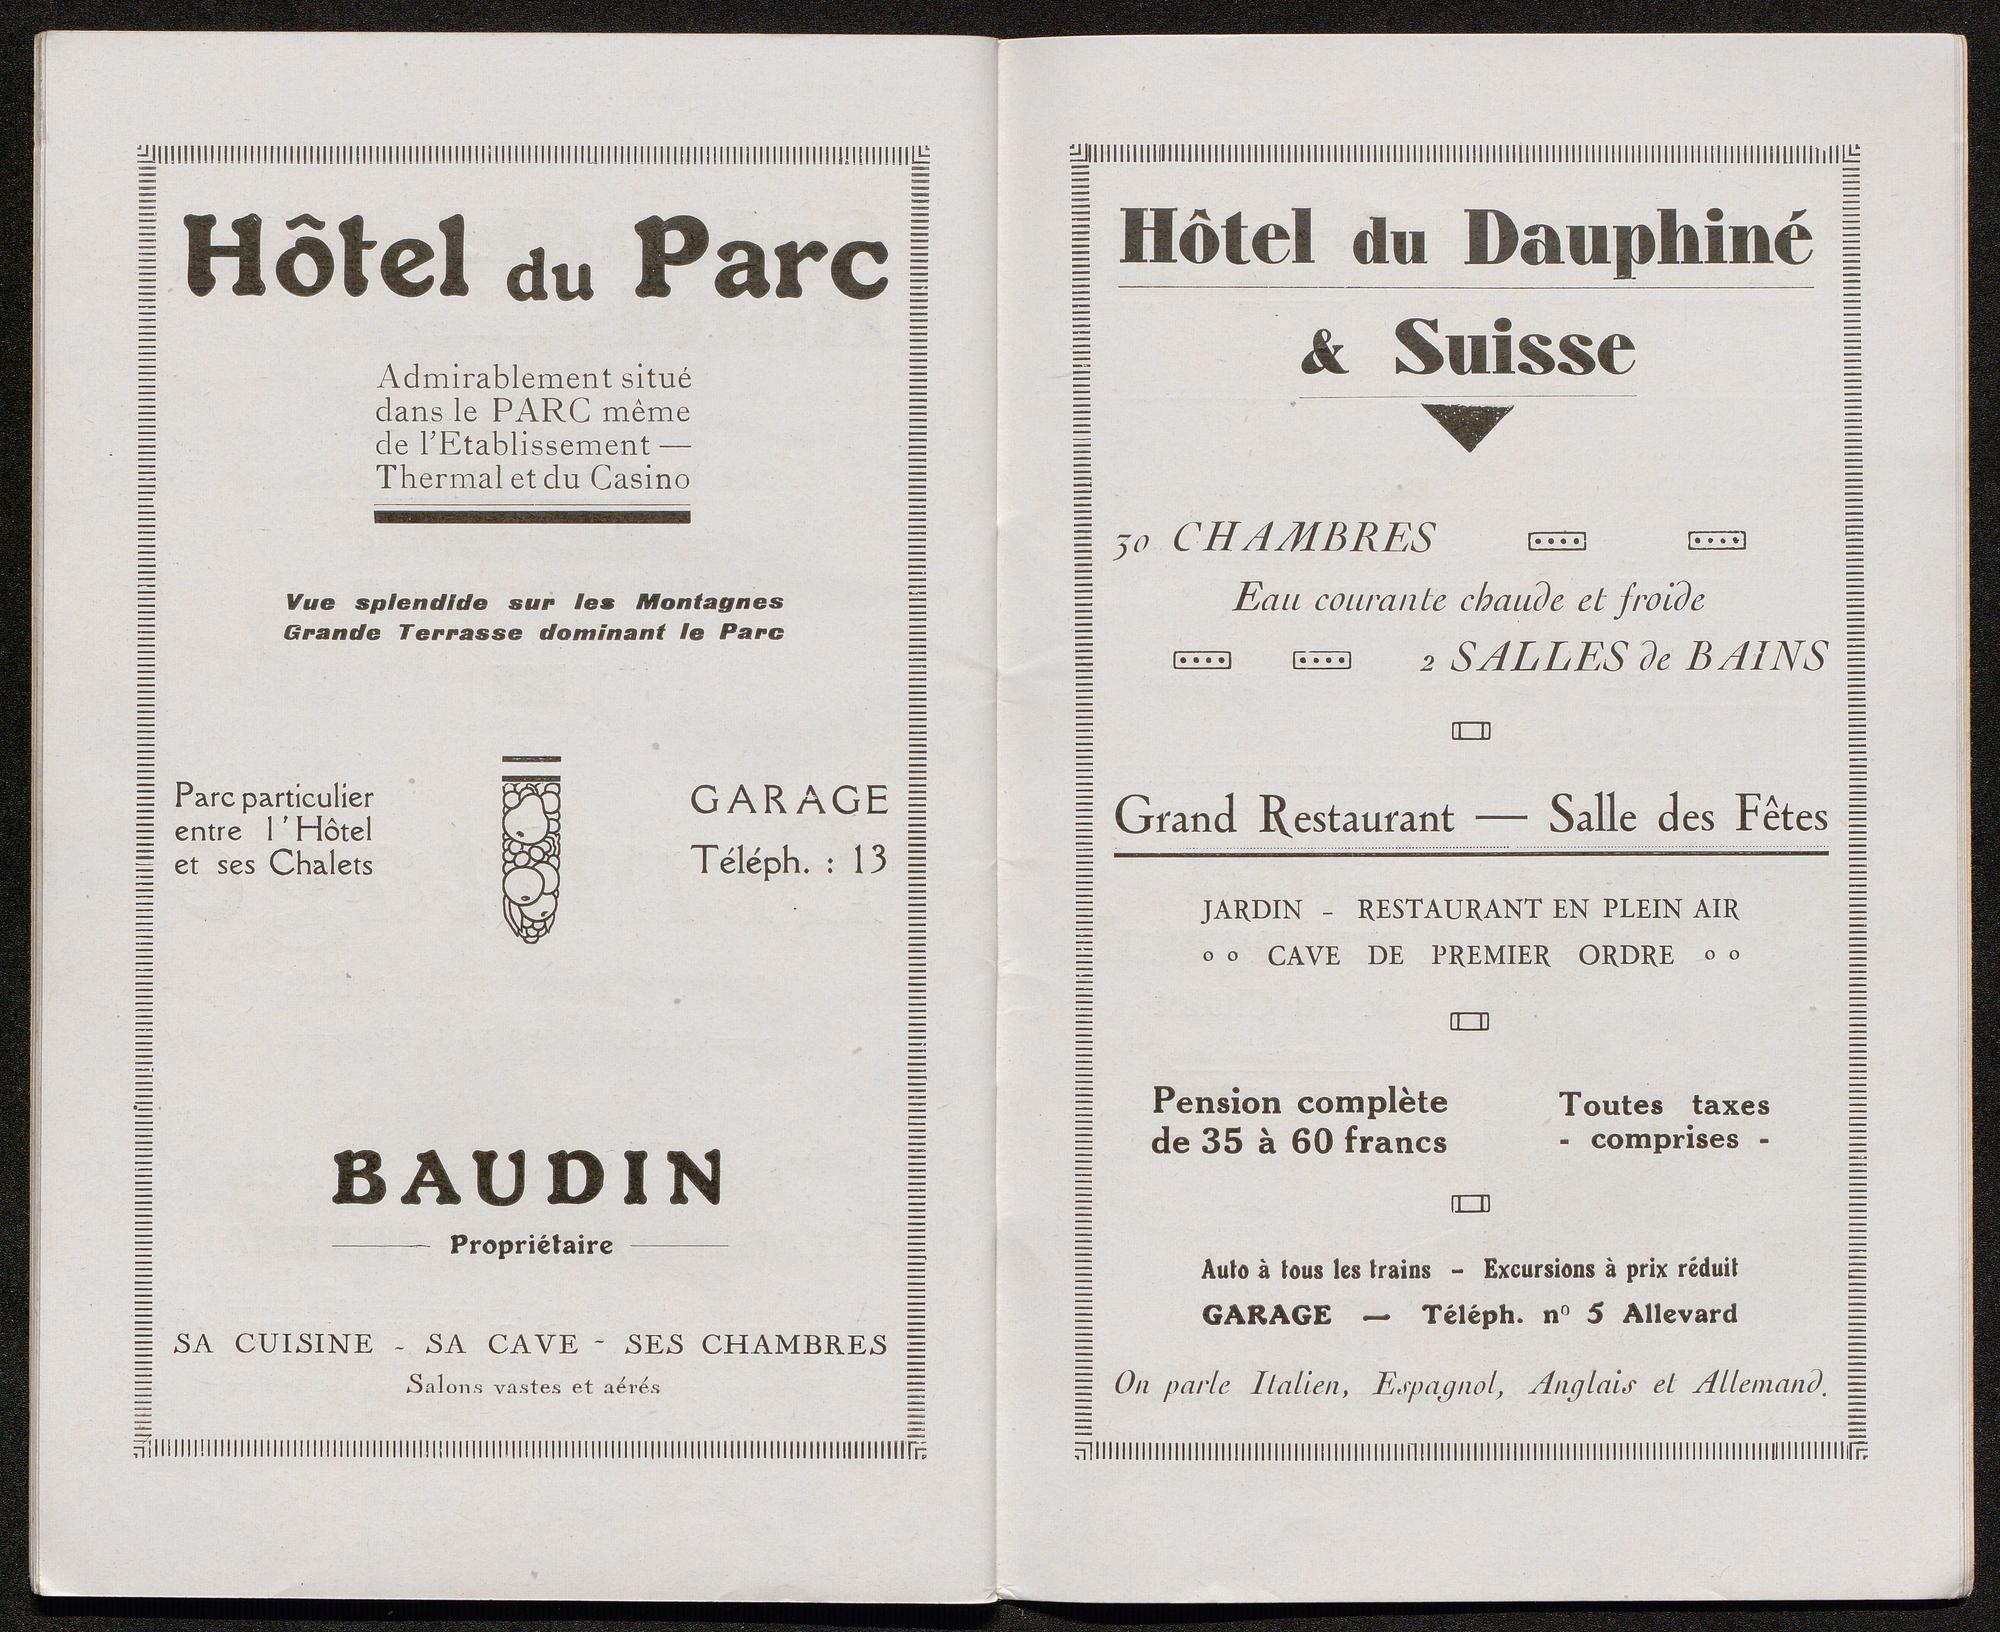 Hôtel du Parc
Admirablement situé
dans le PARC même
de l'Etablissement —
Thermal et du Casino
Vue splendide sur les Montagnes
Grande Terrasse dominant le Parc
Parc particulier
entre l'Hôtel
et ses Chalets
GARAGE
Téléph. : 13
BAUDIN
Propriétaire
SA CUISINE - SA CAVE - SES CHAMBRES
Salons vastes et aérés
Hôtel du Dauphiné
& Suisse
30 CHAMBRES
Eau courante chaude et froide
2 SALLES de BAINS
Grand Restaurant — Salle des Fêtes
JARDIN - RESTAURANT EN PLEIN AIR
o o CAVE DE PREMIER ORDRE o o
Pension complète
de 35 à 60 francs
Toutes taxes
- comprises -
Auto à tous les trains - Excursions à prix réduit
GARAGE — Téléph. nº 5 Allevard
On parle Italien, Espagnol, Anglais et Allemand.